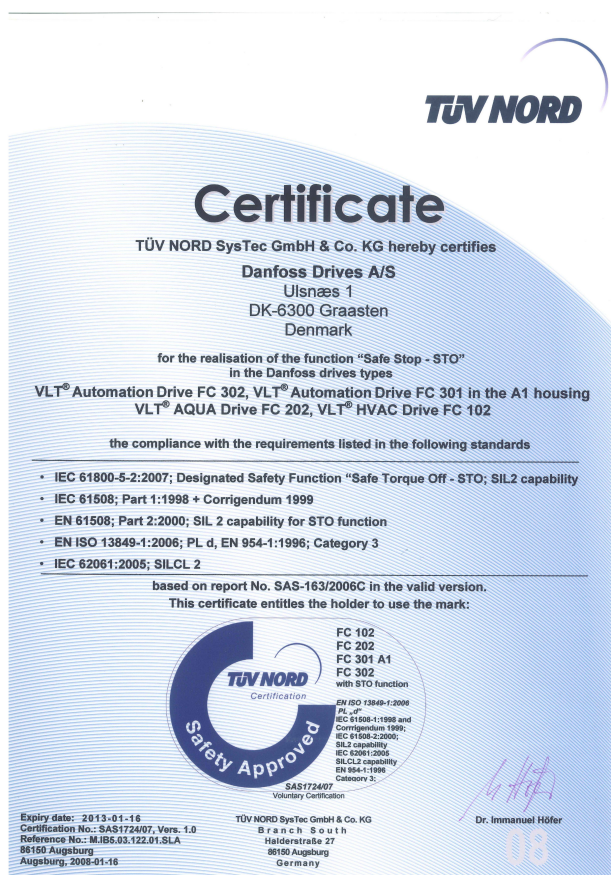 TÜV NORD
Certificate
TÜV NORD SysTec GmbH & Co. KG hereby certifies
Danfoss Drives A/S
Ulsnæs 1
DK-6300 Graasten
Denmark
for the realisation of the function “Safe Stop - STO”
in the Danfoss drives types
VLT® Automation Drive FC 302, VLT® Automation Drive FC 301 in the A1 housing
VLT® AQUA Drive FC 202, VLT® HVAC Drive FC 102
the compliance with the requirements listed in the following standards
• IEC 61800-5-2:2007; Designated Safety Function “Safe Torque Off - STO; SIL2 capability
• IEC 61508; Part 1:1998 + Corrigendum 1999
• EN 61508; Part 2:2000; SIL 2 capability for STO function
• EN ISO 13849-1:2006; PL d, EN 954-1:1996; Category 3
• IEC 62061:2005; SILCL 2
based on report No. SAS-163/2006C in the valid version.
This certificate entitles the holder to use the mark:
TÜV NORD
Certification
Safety Approved
FC 102
FC 202
FC 301 A1
FC 302
with STO function
EN ISO 13849-1:2006
PL „d“
IEC 61508-1:1998 and
Corrrigendum 1999;
IEC 61508-2:2000;
SIL2 capability
IEC 62061:2005
SILCL2 capability
EN 954-1:1996
Category 3;
SAS1724/07
Voluntary Certification
Expiry date: 2013-01-16
Certification No.: SAS1724/07, Vers. 1.0
Reference No.: M.IB5.03.122.01.SLA
86150 Augsburg
Augsburg, 2008-01-16
TÜV NORD SysTec GmbH & Co. KG
Branch South
Halderstraße 27
86150 Augsburg
Germany
Dr. Immanuel Höfer
08